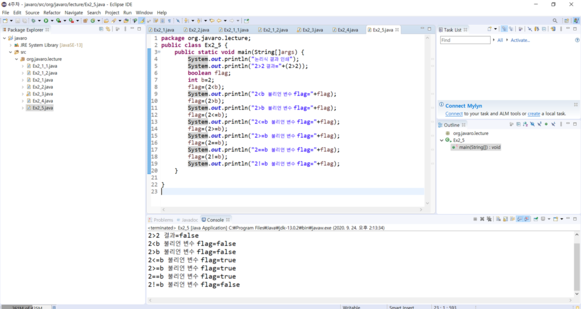 4주차 - javaro/src/org/javaro/lecture/Ex2_5.java - Eclipse IDE
File Edit Source Refactor Navigate Search Project Run Window Help
Package Explorer
javaro
JRE System Library [JavaSE-13]
src
org.javaro.lecture
Ex2_1_1.java
Ex2_1_2.java
Ex2_1.java
Ex2_2.java
Ex2_3.java
Ex2_4.java
Ex2_5.java
Ex2_1.java Ex2_2.java Ex2_1_1.java Ex2_1_2.java Ex2_3.java Ex2_4.java Ex2_5.java
1 package org.javaro.lecture;
2 public class Ex2_5 {
3 public static void main(String[]args) {
4 System.out.println("논리식 결과 인쇄");
5 System.out.println("2>2 결과="+(2>2));
6 boolean flag;
7 int b=2;
8 flag=(2<b);
9 System.out.println("2<b 불리언 변수 flag="+flag);
10 flag=(2>b);
11 System.out.println("2>b 불리언 변수 flag="+flag);
12 flag=(2<=b);
13 System.out.println("2<=b 불리언 변수 flag="+flag);
14 flag=(2>=b);
15 System.out.println("2>=b 불리언 변수 flag="+flag);
16 flag=(2==b);
17 System.out.println("2==b 불리언 변수 flag="+flag);
18 flag=(2!=b);
19 System.out.println("2!=b 불리언 변수 flag="+flag);
20 }
21
22 }
23
Task List
Find
All
Activate...
Connect Mylyn
Connect to your task and ALM tools or create a local task.
Outline
org.javaro.lecture
Ex2_5
main(String[]) : void
Problems Javadoc Console
<terminated> Ex2_5 [Java Application] C:\Program Files\Java\jdk-13.0.2\bin\javaw.exe (2020. 9. 24. 오후 2:13:34)
2>2 결과=false
2<b 불리언 변수 flag=false
2>b 불리언 변수 flag=false
2<=b 불리언 변수 flag=true
2>=b 불리언 변수 flag=true
2==b 불리언 변수 flag=true
2!=b 불리언 변수 flag=false
Writable Smart Insert 23 : 1 : 591